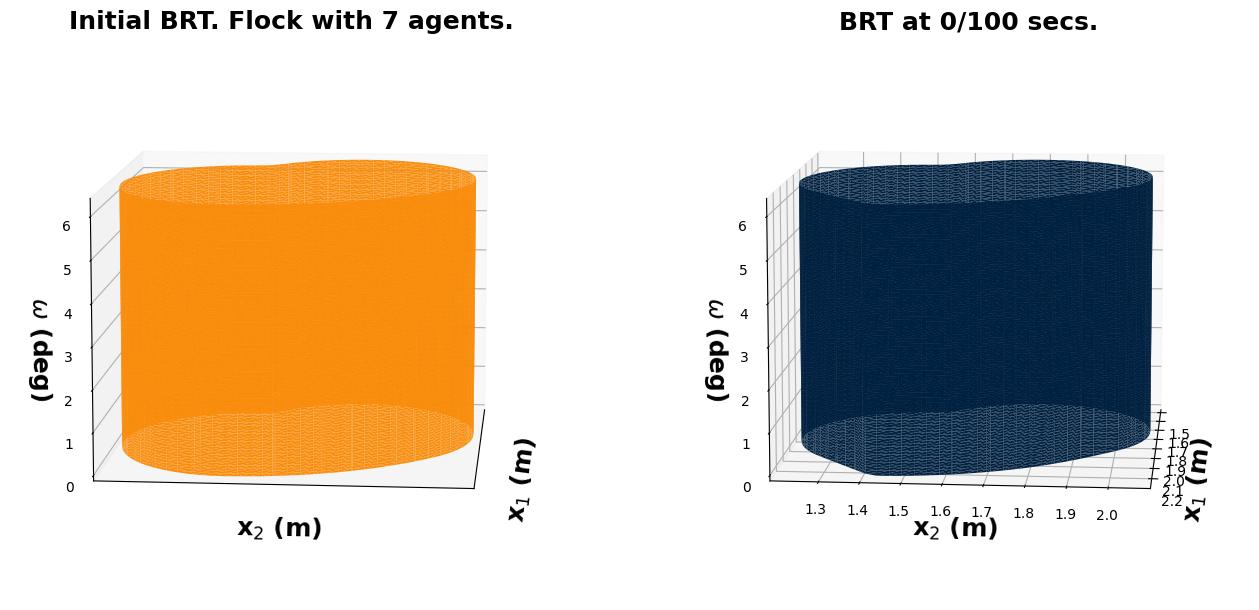 Initial BRT. Flock with 7 agents.
6
5
4
3
2
1
0
ω (deg)
x₂ (m)
x₁ (m)
BRT at 0/100 secs.
6
5
4
3
2
1
0
ω (deg)
1.3 1.4 1.5 1.6 1.7 1.8 1.9 2.0
x₂ (m)
1.5
1.6
1.7
1.8
1.9
2.0
2.1
2.2
x₁ (m)